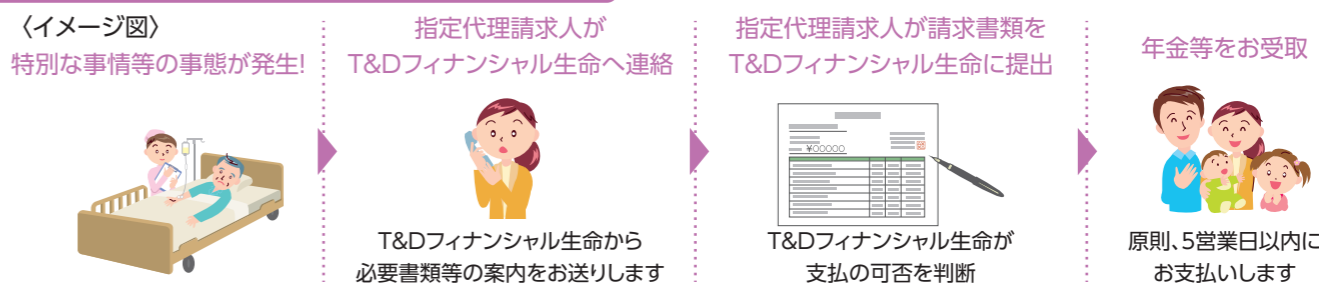 〈イメージ図〉
特別な事情等の事態が発生!
指定代理請求人が
T&Dフィナンシャル生命へ連絡
T&Dフィナンシャル生命から
必要書類等の案内をお送りします
指定代理請求人が請求書類を
T&Dフィナンシャル生命に提出
¥00000
T&Dフィナンシャル生命が
支払の可否を判断
年金等をお受取
原則、5営業日以内に
お支払いします